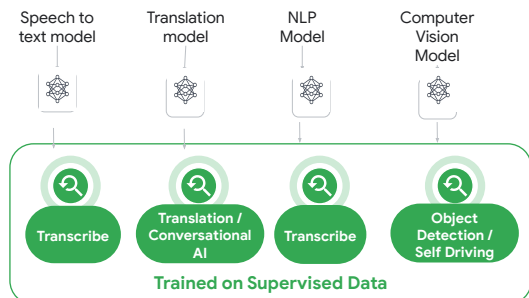 Speech to
text model
Translation
model
NLP
Model
Computer
Vision
Model
Transcribe
Translation /
Conversational
AI
Transcribe
Object
Detection /
Self Driving
Trained on Supervised Data